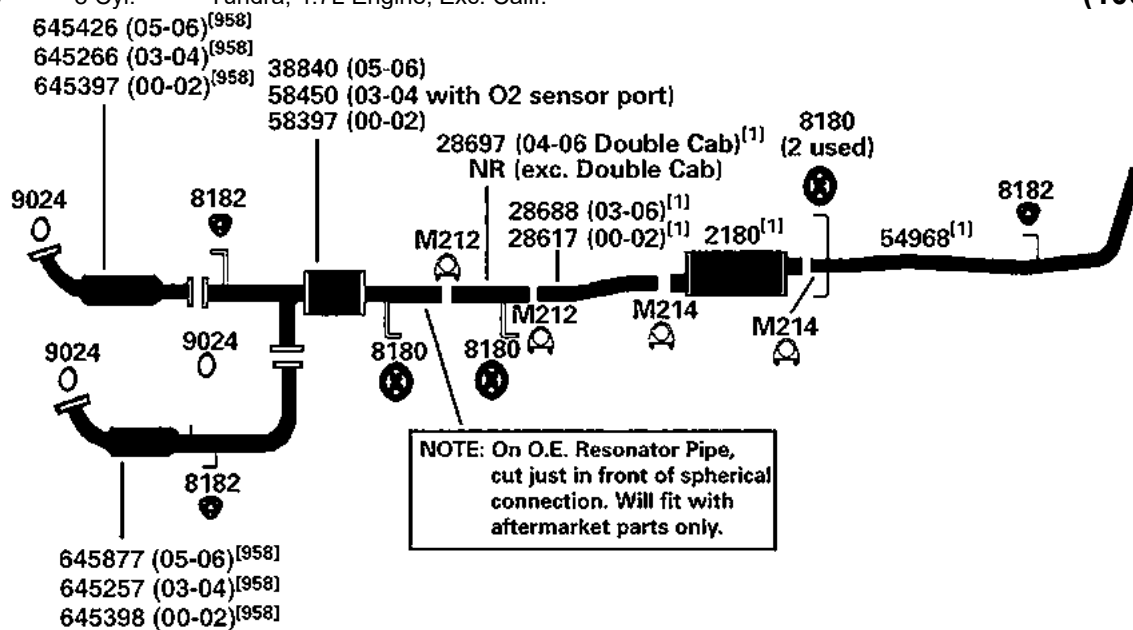 Tundra, 4.7L Engine, Exc. Calif.
645426 (05-06)[958]
645266 (03-04)[958]
645397 (00-02)[958]
38840 (05-06)
58450 (03-04 with O2 sensor port)
58397 (00-02)
28697 (04-06 Double Cab)[1]
NR (exc. Double Cab)
8180
(2 used)
9024
8182
M212
28688 (03-06)[1]
28617 (00-02)[1]
2180[1]
54968[1]
8182
M212
M214
M214
9024
9024
8180
8180
8182
NOTE: On O.E. Resonator Pipe,
cut just in front of spherical
connection. Will fit with
aftermarket parts only.
645877 (05-06)[958]
645257 (03-04)[958]
645398 (00-02)[958]